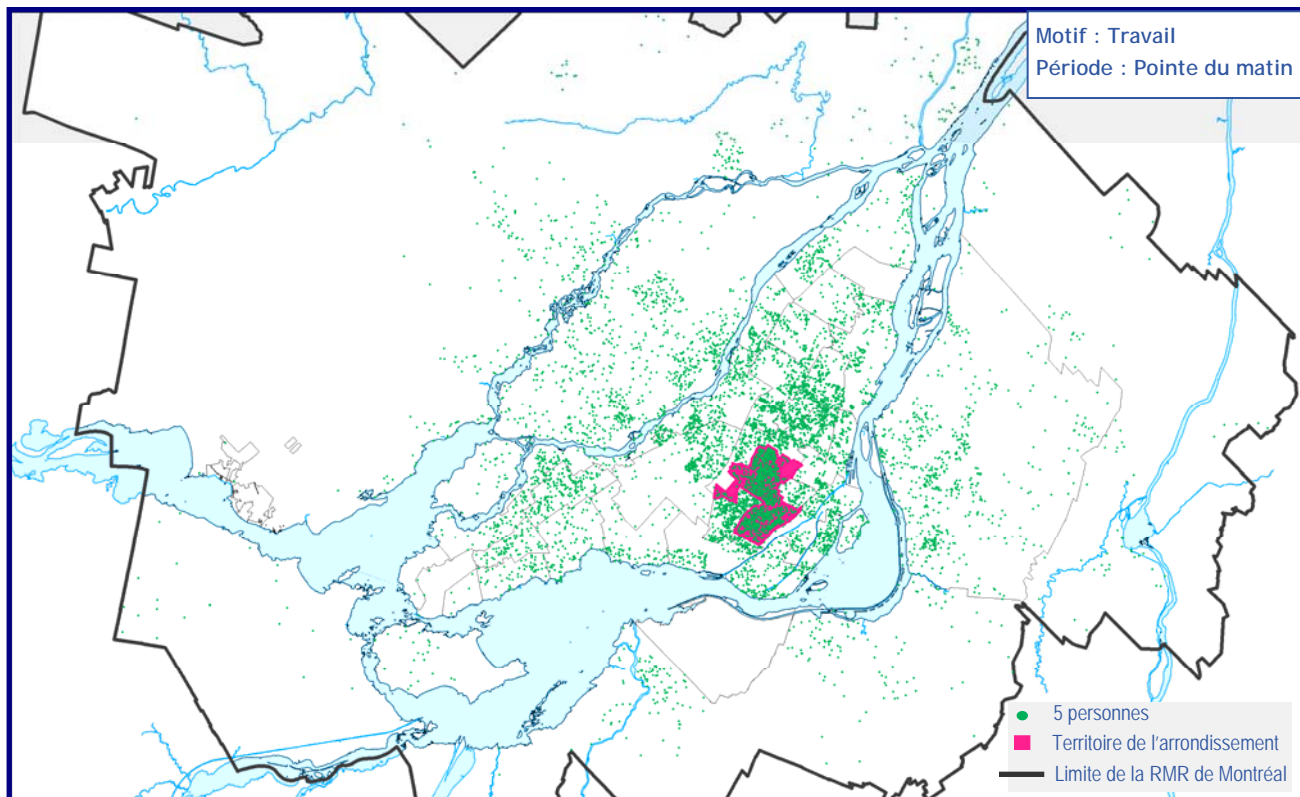 Motif : Travail
Période : Pointe du matin
5 personnes
Territoire de l'arrondissement
Limite de la RMR de Montréal